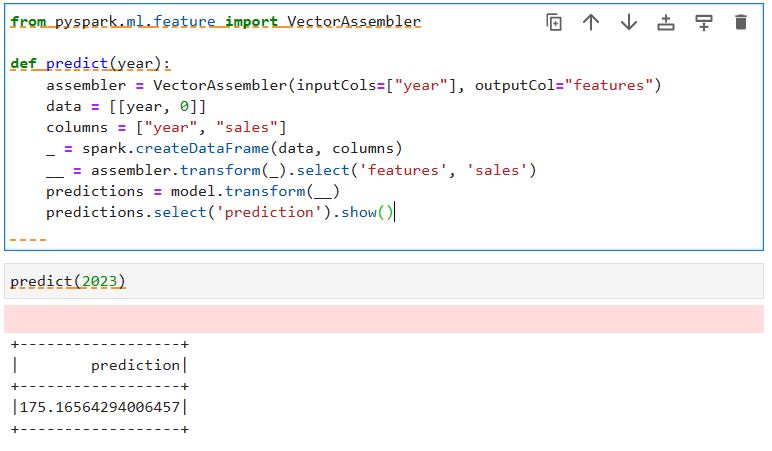 from pyspark.ml.feature import VectorAssembler
def predict(year):
    assembler = VectorAssembler(inputCols=["year"], outputCol="features")
    data = [[year, 0]]
    columns = ["year", "sales"]
    _ = spark.createDataFrame(data, columns)
    __ = assembler.transform(_).select('features', 'sales')
    predictions = model.transform(__)
    predictions.select('prediction').show()
predict(2023)
+------------------+
|        prediction|
+------------------+
|175.16564294006457|
+------------------+